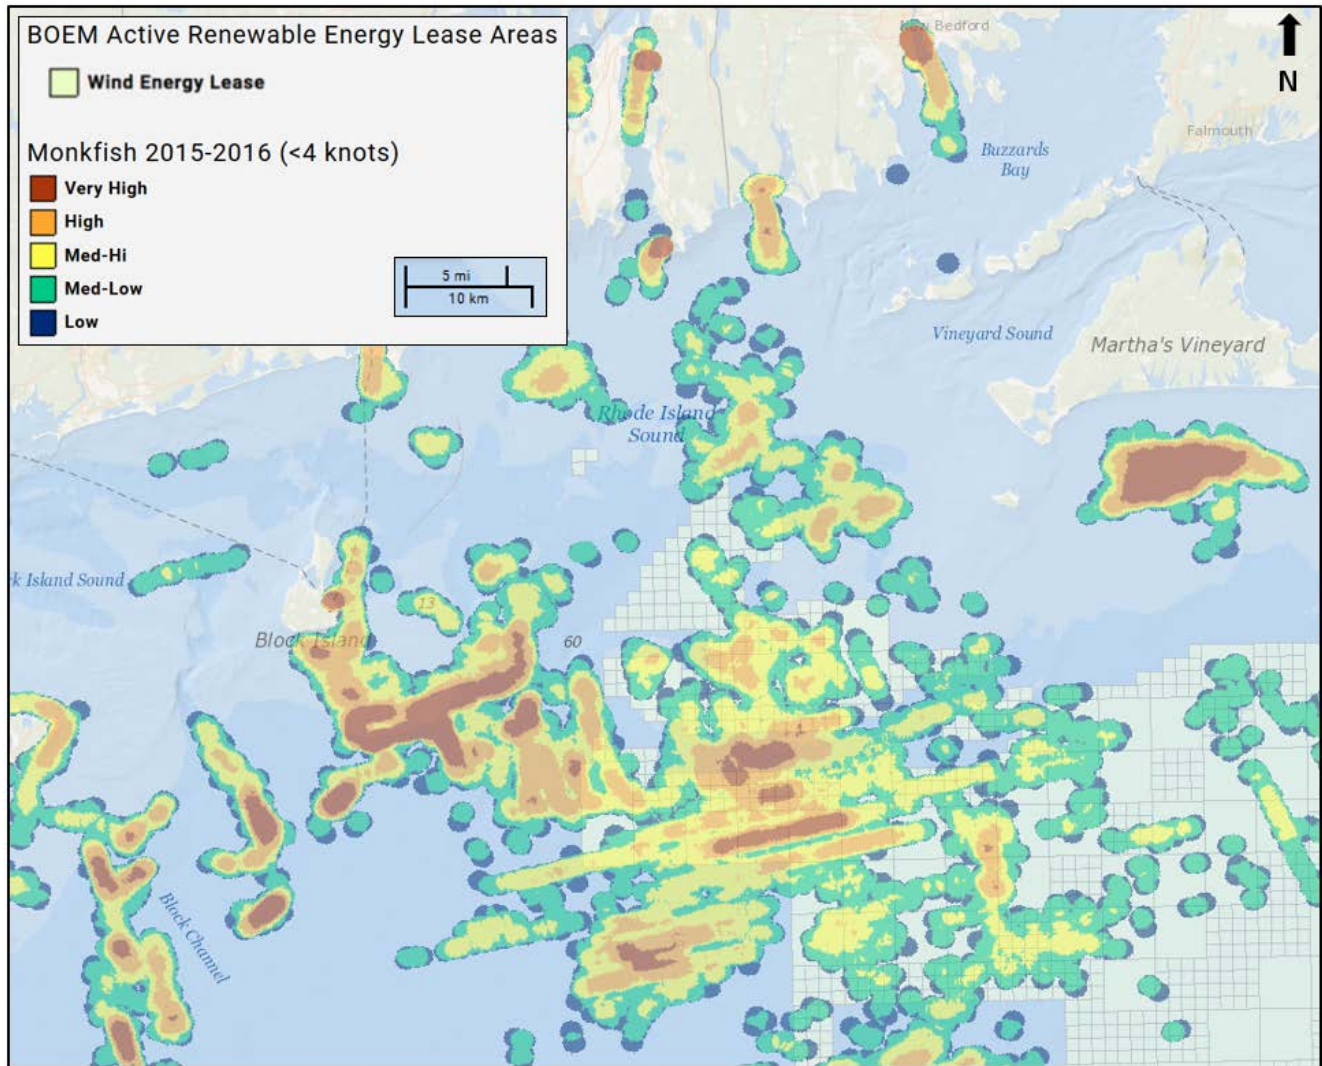 BOEM Active Renewable Energy Lease Areas
Wind Energy Lease
Monkfish 2015-2016 (<4 knots)
Very High
High
Med-Hi
Med-Low
Low
5 mi
10 km
New Bedford
N
Falmouth
Buzzards
Bay
Vineyard Sound
Martha's Vineyard
Rhode Island
Sound
ck Island Sound
13
Block Island
60
Block Channel